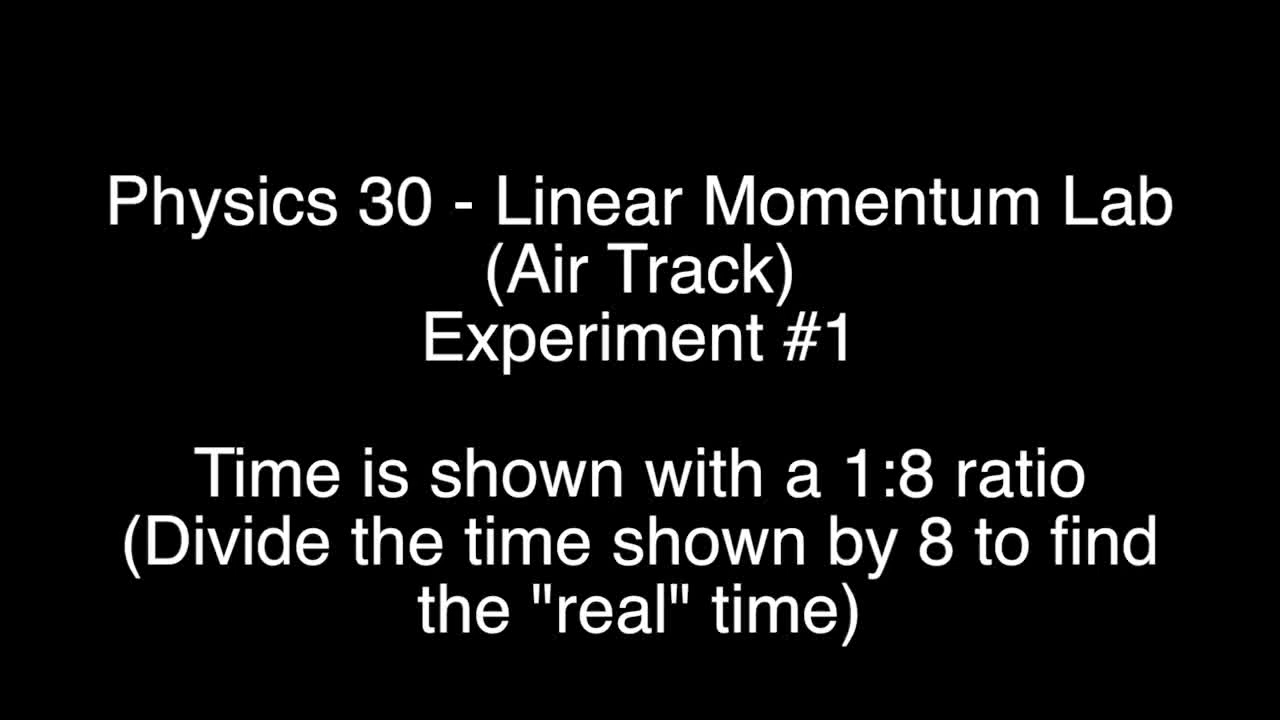 Physics 30 - Linear Momentum Lab
(Air Track)
Experiment #1
Time is shown with a 1:8 ratio
(Divide the time shown by 8 to find
the "real" time)